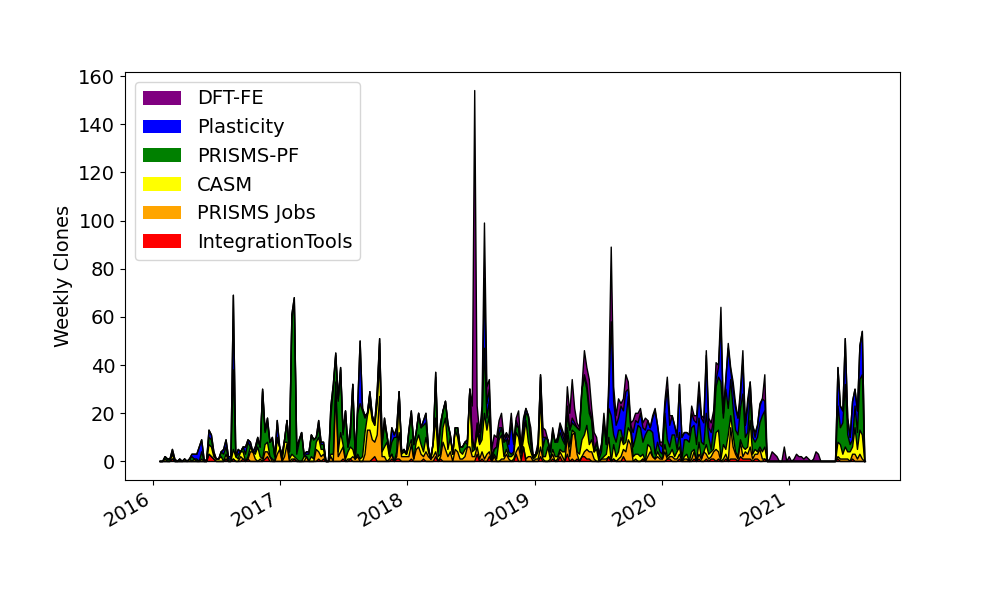 160
140
120
100
80
60
40
20
0
Weekly Clones
DFT-FE
Plasticity
PRISMS-PF
CASM
PRISMS Jobs
IntegrationTools
2016
2017
2018
2019
2020
2021